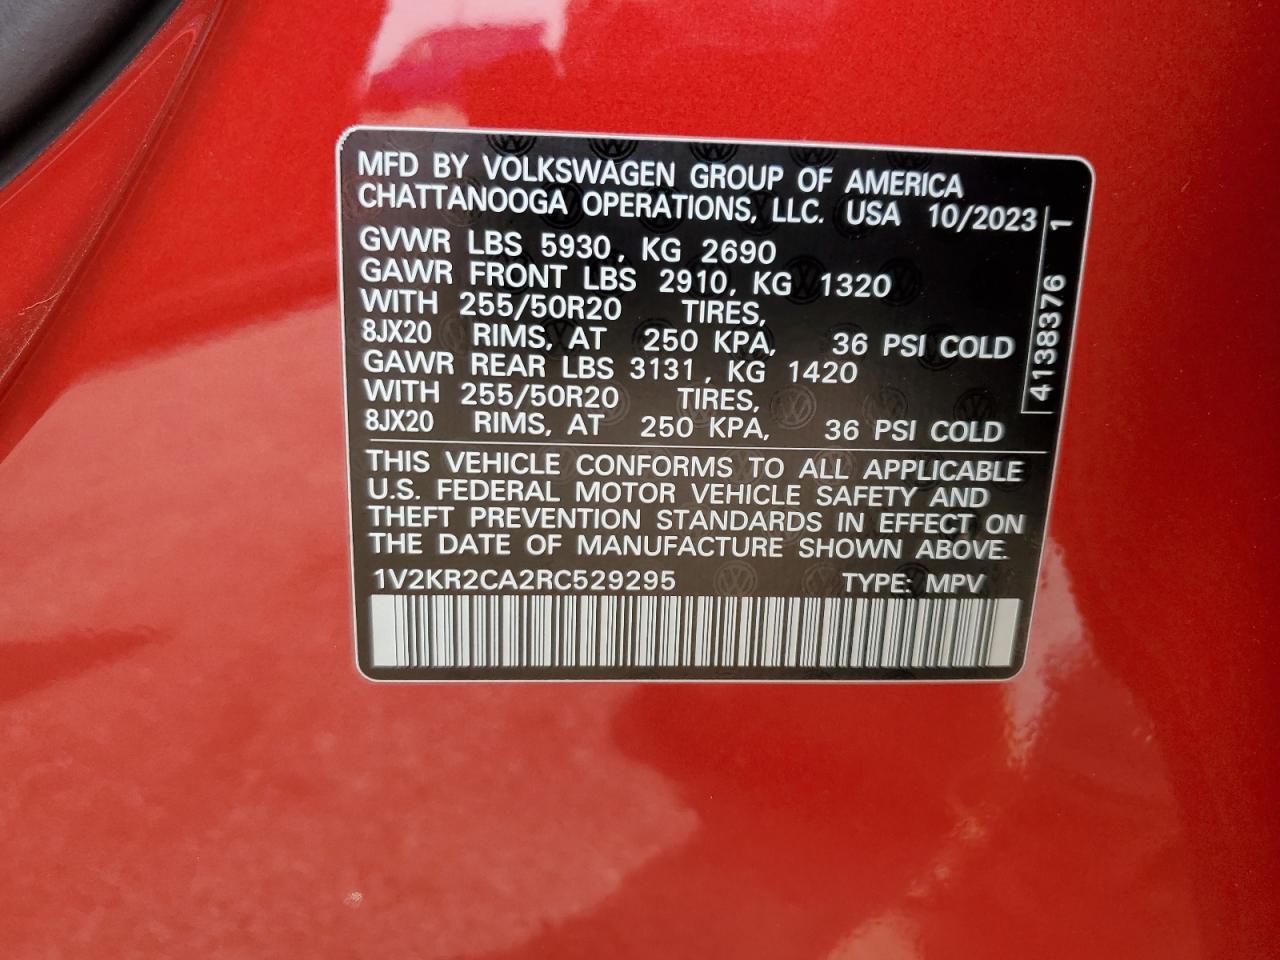 MFD BY VOLKSWAGEN GROUP OF AMERICA
CHATTANOOGA OPERATIONS, LLC. USA 10/2023
GVWR LBS 5930, KG 2690
GAWR FRONT LBS 2910, KG 1320
WITH 255/50R20 TIRES,
8JX20 RIMS, AT 250 KPA, 36 PSI COLD
GAWR REAR LBS 3131, KG 1420
WITH 255/50R20 TIRES,
8JX20 RIMS, AT 250 KPA, 36 PSI COLD
4138376 1
THIS VEHICLE CONFORMS TO ALL APPLICABLE
U.S. FEDERAL MOTOR VEHICLE SAFETY AND
THEFT PREVENTION STANDARDS IN EFFECT ON
THE DATE OF MANUFACTURE SHOWN ABOVE.
1V2KR2CA2RC529295 TYPE: MPV